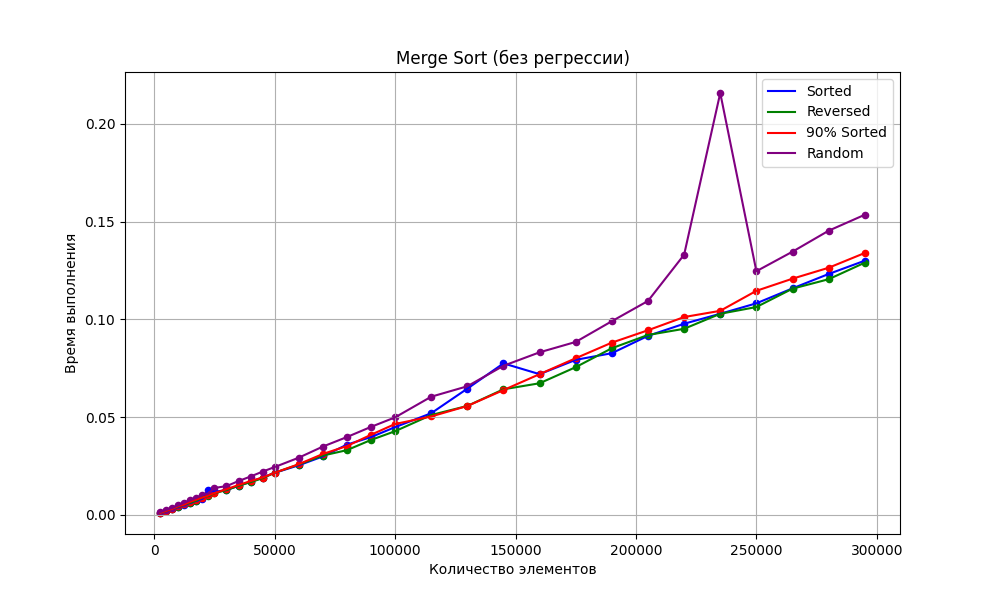 Merge Sort (без регрессии)
Sorted
Reversed
90% Sorted
Random
Время выполнения
0.20
0.15
0.10
0.05
0.00
0
50000
100000
150000
200000
250000
300000
Количество элементов